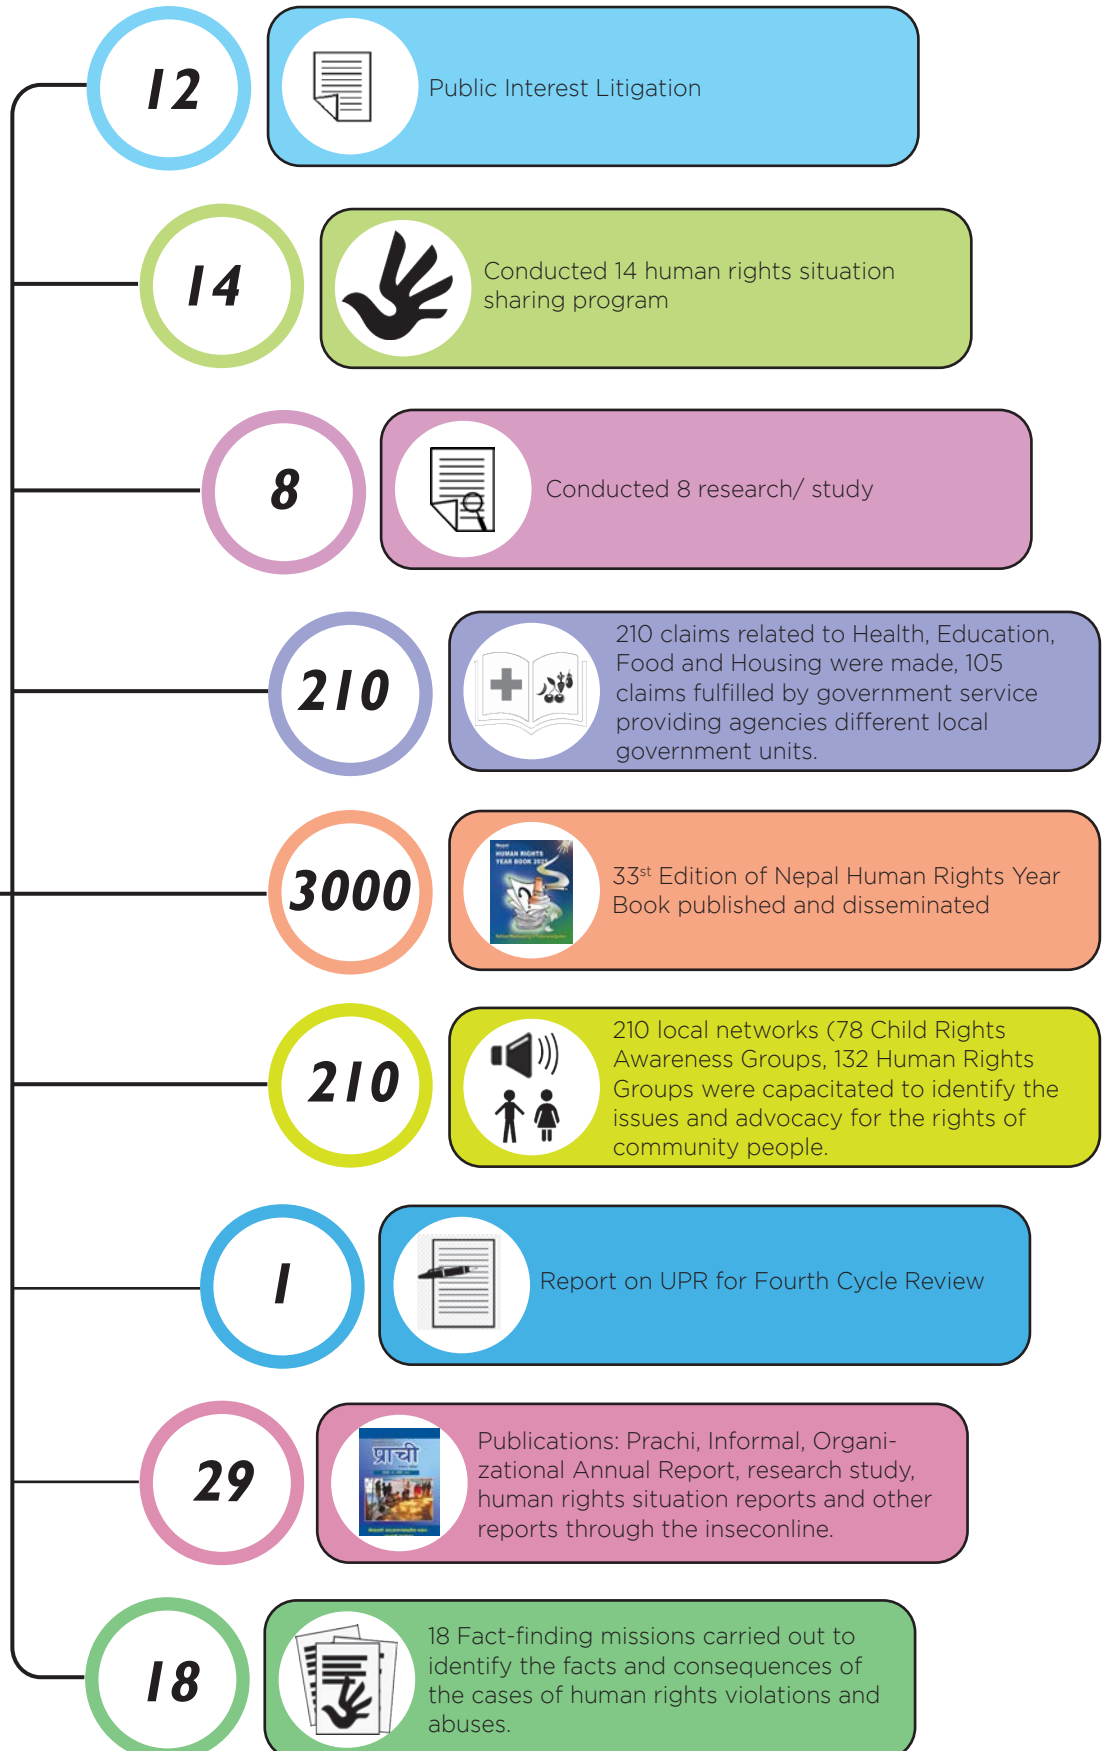 12
Public Interest Litigation
14
Conducted 14 human rights situation
sharing program
8
Conducted 8 research/ study
210
210 claims related to Health, Education,
Food and Housing were made, 105
claims fulfilled by government service
providing agencies different local
government units.
3000
Nepal
HUMAN RIGHTS
YEAR BOOK 2025
33st Edition of Nepal Human Rights Year
Book published and disseminated
210
210 local networks (78 Child Rights
Awareness Groups, 132 Human Rights
Groups were capacitated to identify the
issues and advocacy for the rights of
community people.
1
Report on UPR for Fourth Cycle Review
29
प्राची
Publications: Prachi, Informal, Organi-
zational Annual Report, research study,
human rights situation reports and other
reports through the inseconline.
18
18 Fact-finding missions carried out to
identify the facts and consequences of
the cases of human rights violations and
abuses.